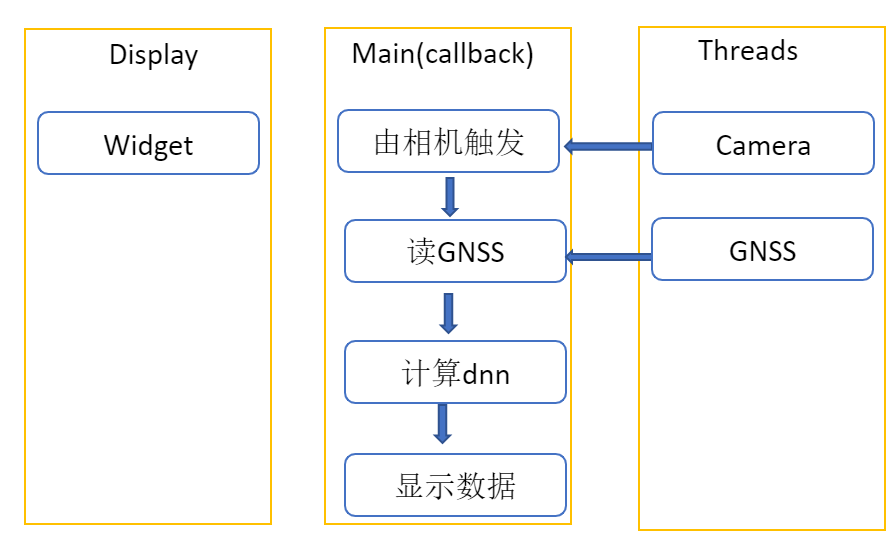 Display
Widget
Main(callback)
由相机触发
读GNSS
计算dnn
显示数据
Threads
Camera
GNSS